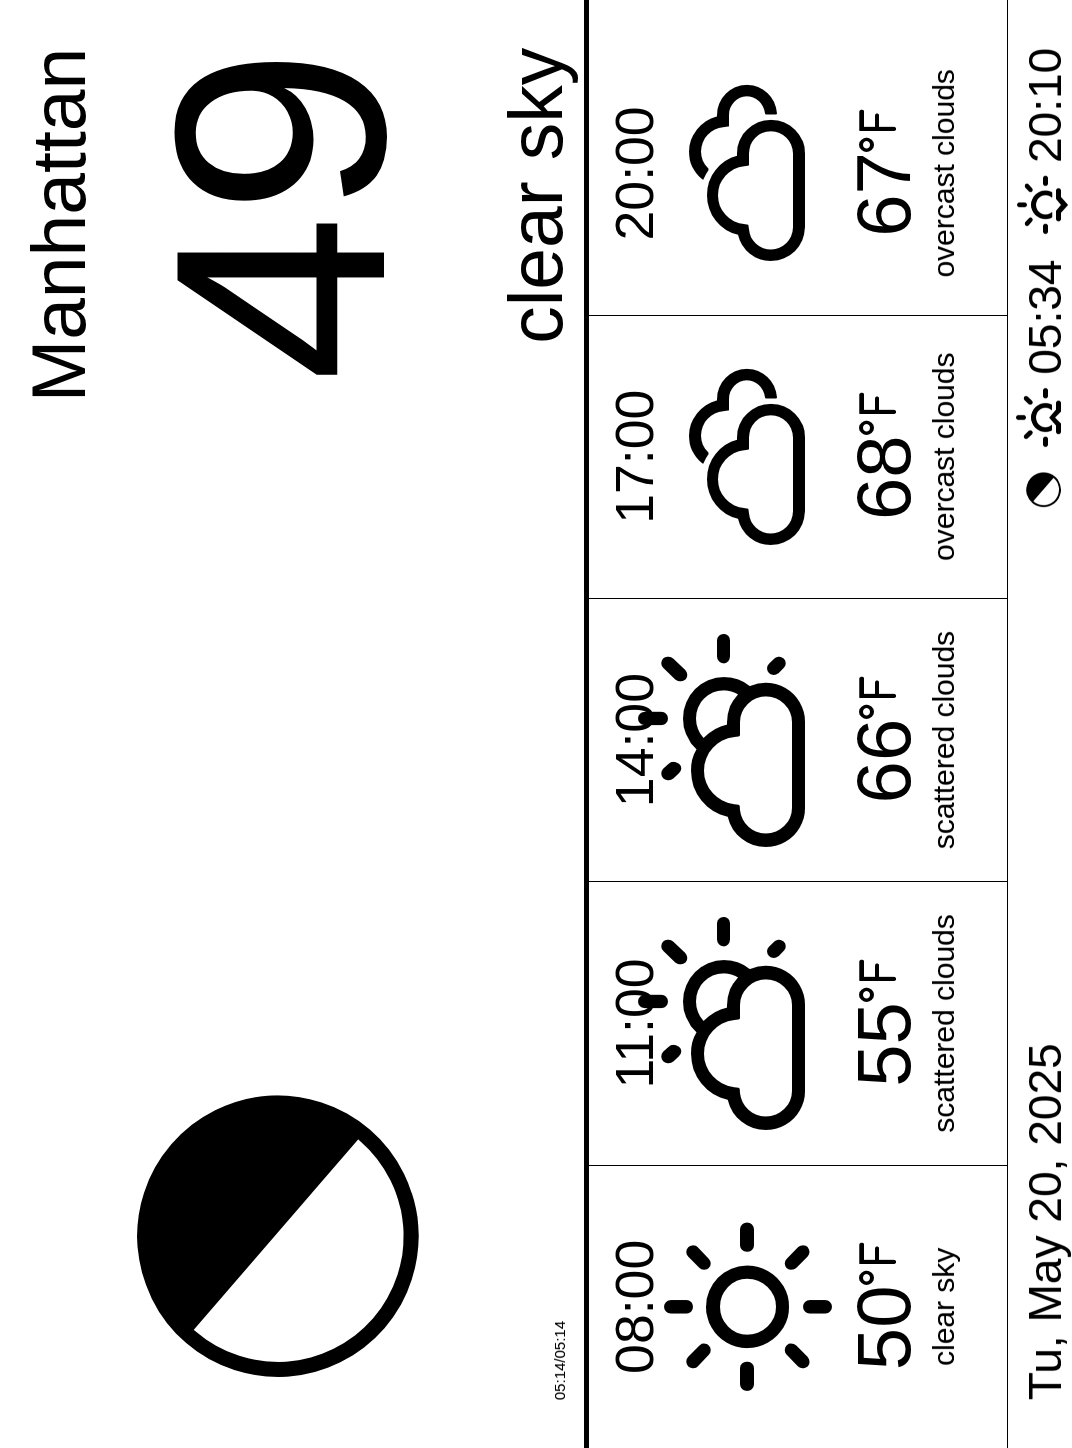 Manhattan
49
clear sky
05:14/05:14
08:00
50°F
clear sky
11:00
55°F
scattered clouds
14:00
66°F
scattered clouds
17:00
68°F
overcast clouds
20:00
67°F
overcast clouds
Tu, May 20, 2025
05:34
20:10